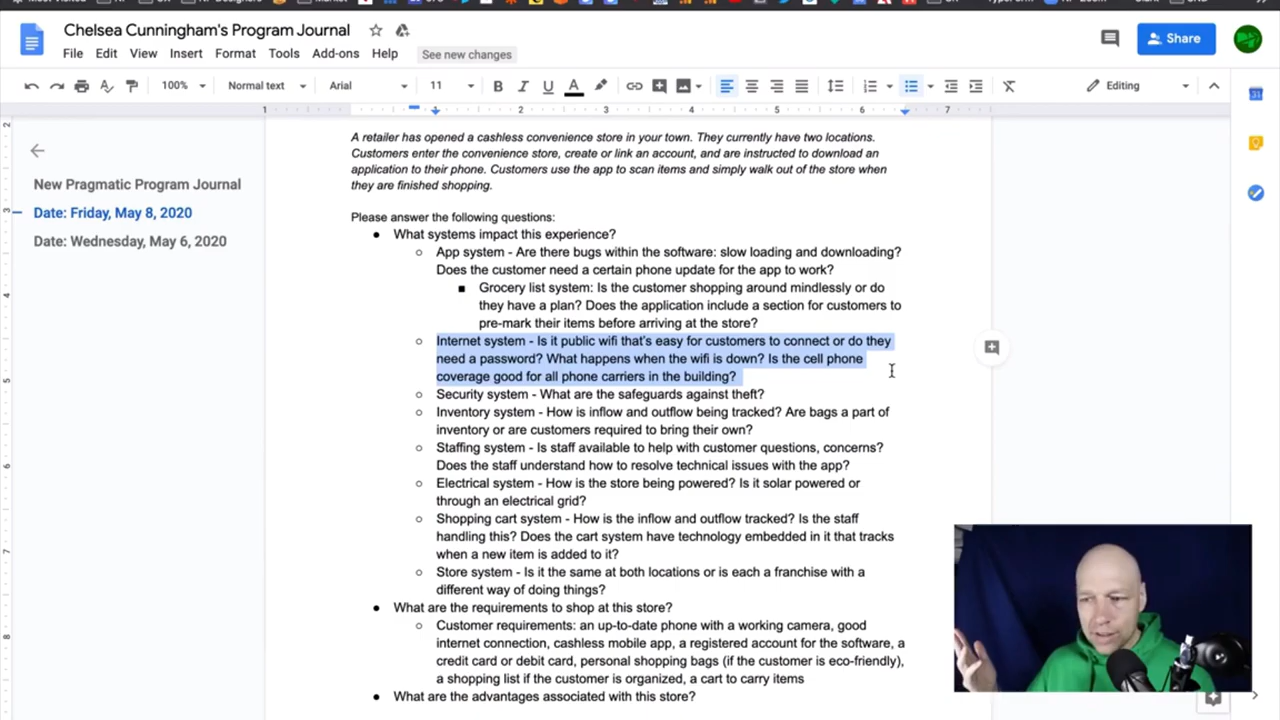 Chelsea Cunningham's Program Journal
Share
File Edit View Insert Format Tools Add-ons Help See new changes
100% Normal text Arial 11 B I U A Editing
1 1 2 3 4 5 6 7
New Pragmatic Program Journal
Date: Friday, May 8, 2020
Date: Wednesday, May 6, 2020
2
3
4
5
6
7
8
A retailer has opened a cashless convenience store in your town. They currently have two locations.
Customers enter the convenience store, create or link an account, and are instructed to download an
application to their phone. Customers use the app to scan items and simply walk out of the store when
they are finished shopping.
Please answer the following questions:
● What systems impact this experience?
○ App system - Are there bugs within the software: slow loading and downloading?
Does the customer need a certain phone update for the app to work?
■ Grocery list system: Is the customer shopping around mindlessly or do
they have a plan? Does the application include a section for customers to
pre-mark their items before arriving at the store?
○ Internet system - Is it public wifi that's easy for customers to connect or do they
need a password? What happens when the wifi is down? Is the cell phone
coverage good for all phone carriers in the building?
○ Security system - What are the safeguards against theft?
○ Inventory system - How is inflow and outflow being tracked? Are bags a part of
inventory or are customers required to bring their own?
○ Staffing system - Is staff available to help with customer questions, concerns?
Does the staff understand how to resolve technical issues with the app?
○ Electrical system - How is the store being powered? Is it solar powered or
through an electrical grid?
○ Shopping cart system - How is the inflow and outflow tracked? Is the staff
handling this? Does the cart system have technology embedded in it that tracks
when a new item is added to it?
○ Store system - Is it the same at both locations or is each a franchise with a
different way of doing things?
● What are the requirements to shop at this store?
○ Customer requirements: an up-to-date phone with a working camera, good
internet connection, cashless mobile app, a registered account for the software, a
credit card or debit card, personal shopping bags (if the customer is eco-friendly),
a shopping list if the customer is organized, a cart to carry items
● What are the advantages associated with this store?